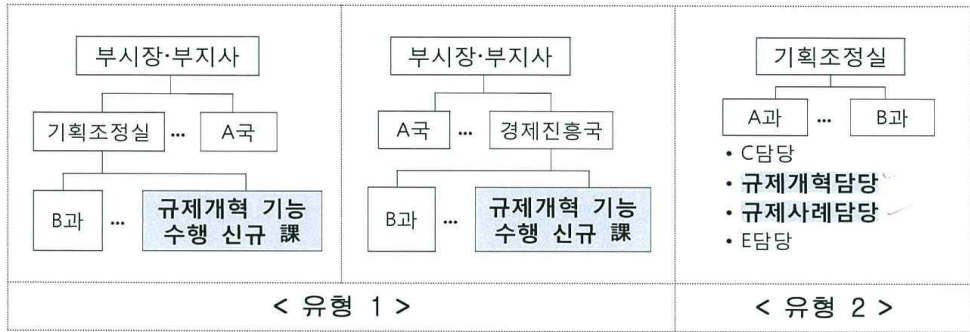 부시장·부지사
기획조정실 ... A국
B과 ... 규제개혁 기능
수행 신규 課
부시장·부지사
A국 ... 경제진흥국
B과 ... 규제개혁 기능
수행 신규 課
< 유형 1 >
기획조정실
A과 ... B과
• C담당
• 규제개혁담당
• 규제사례담당
• E담당
< 유형 2 >